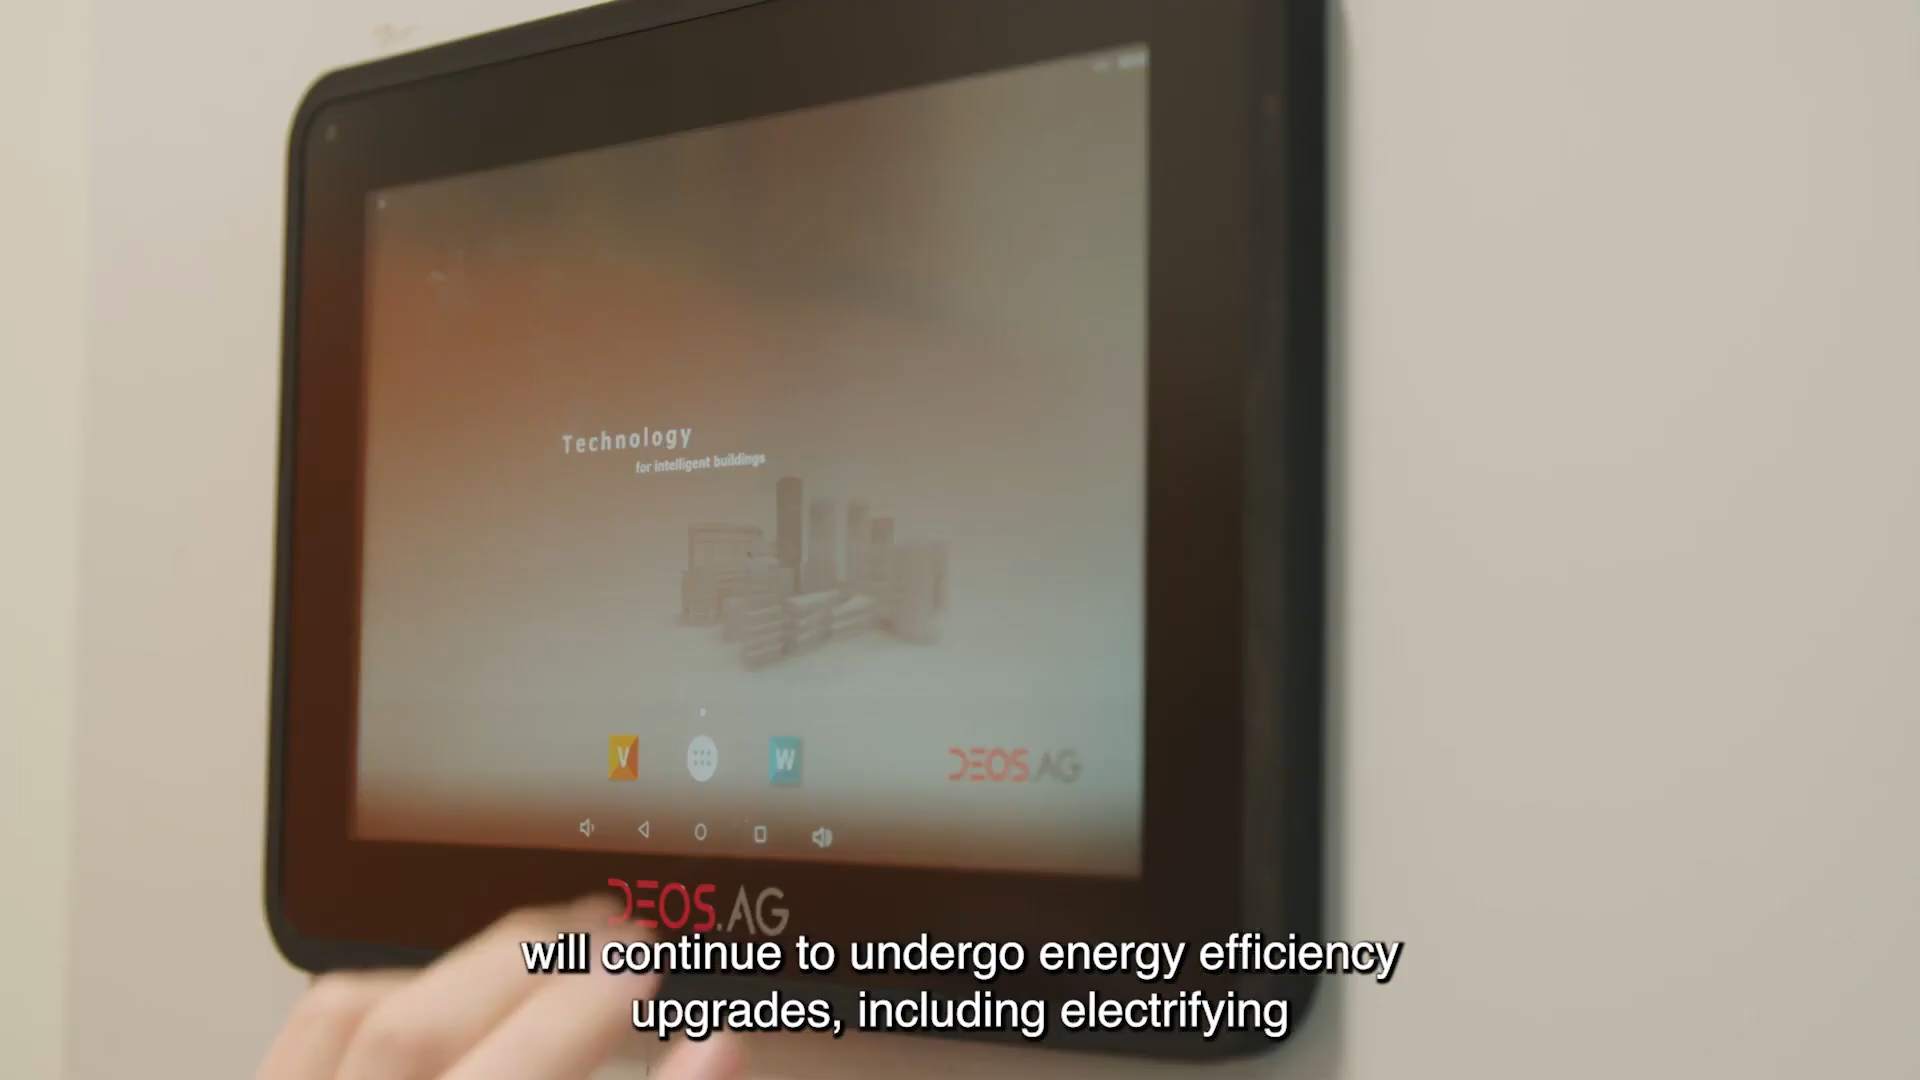 Technology
for intelligent buildings
V
W
DEOS.AG
DEOS.AG
will continue to undergo energy efficiency
upgrades, including electrifying